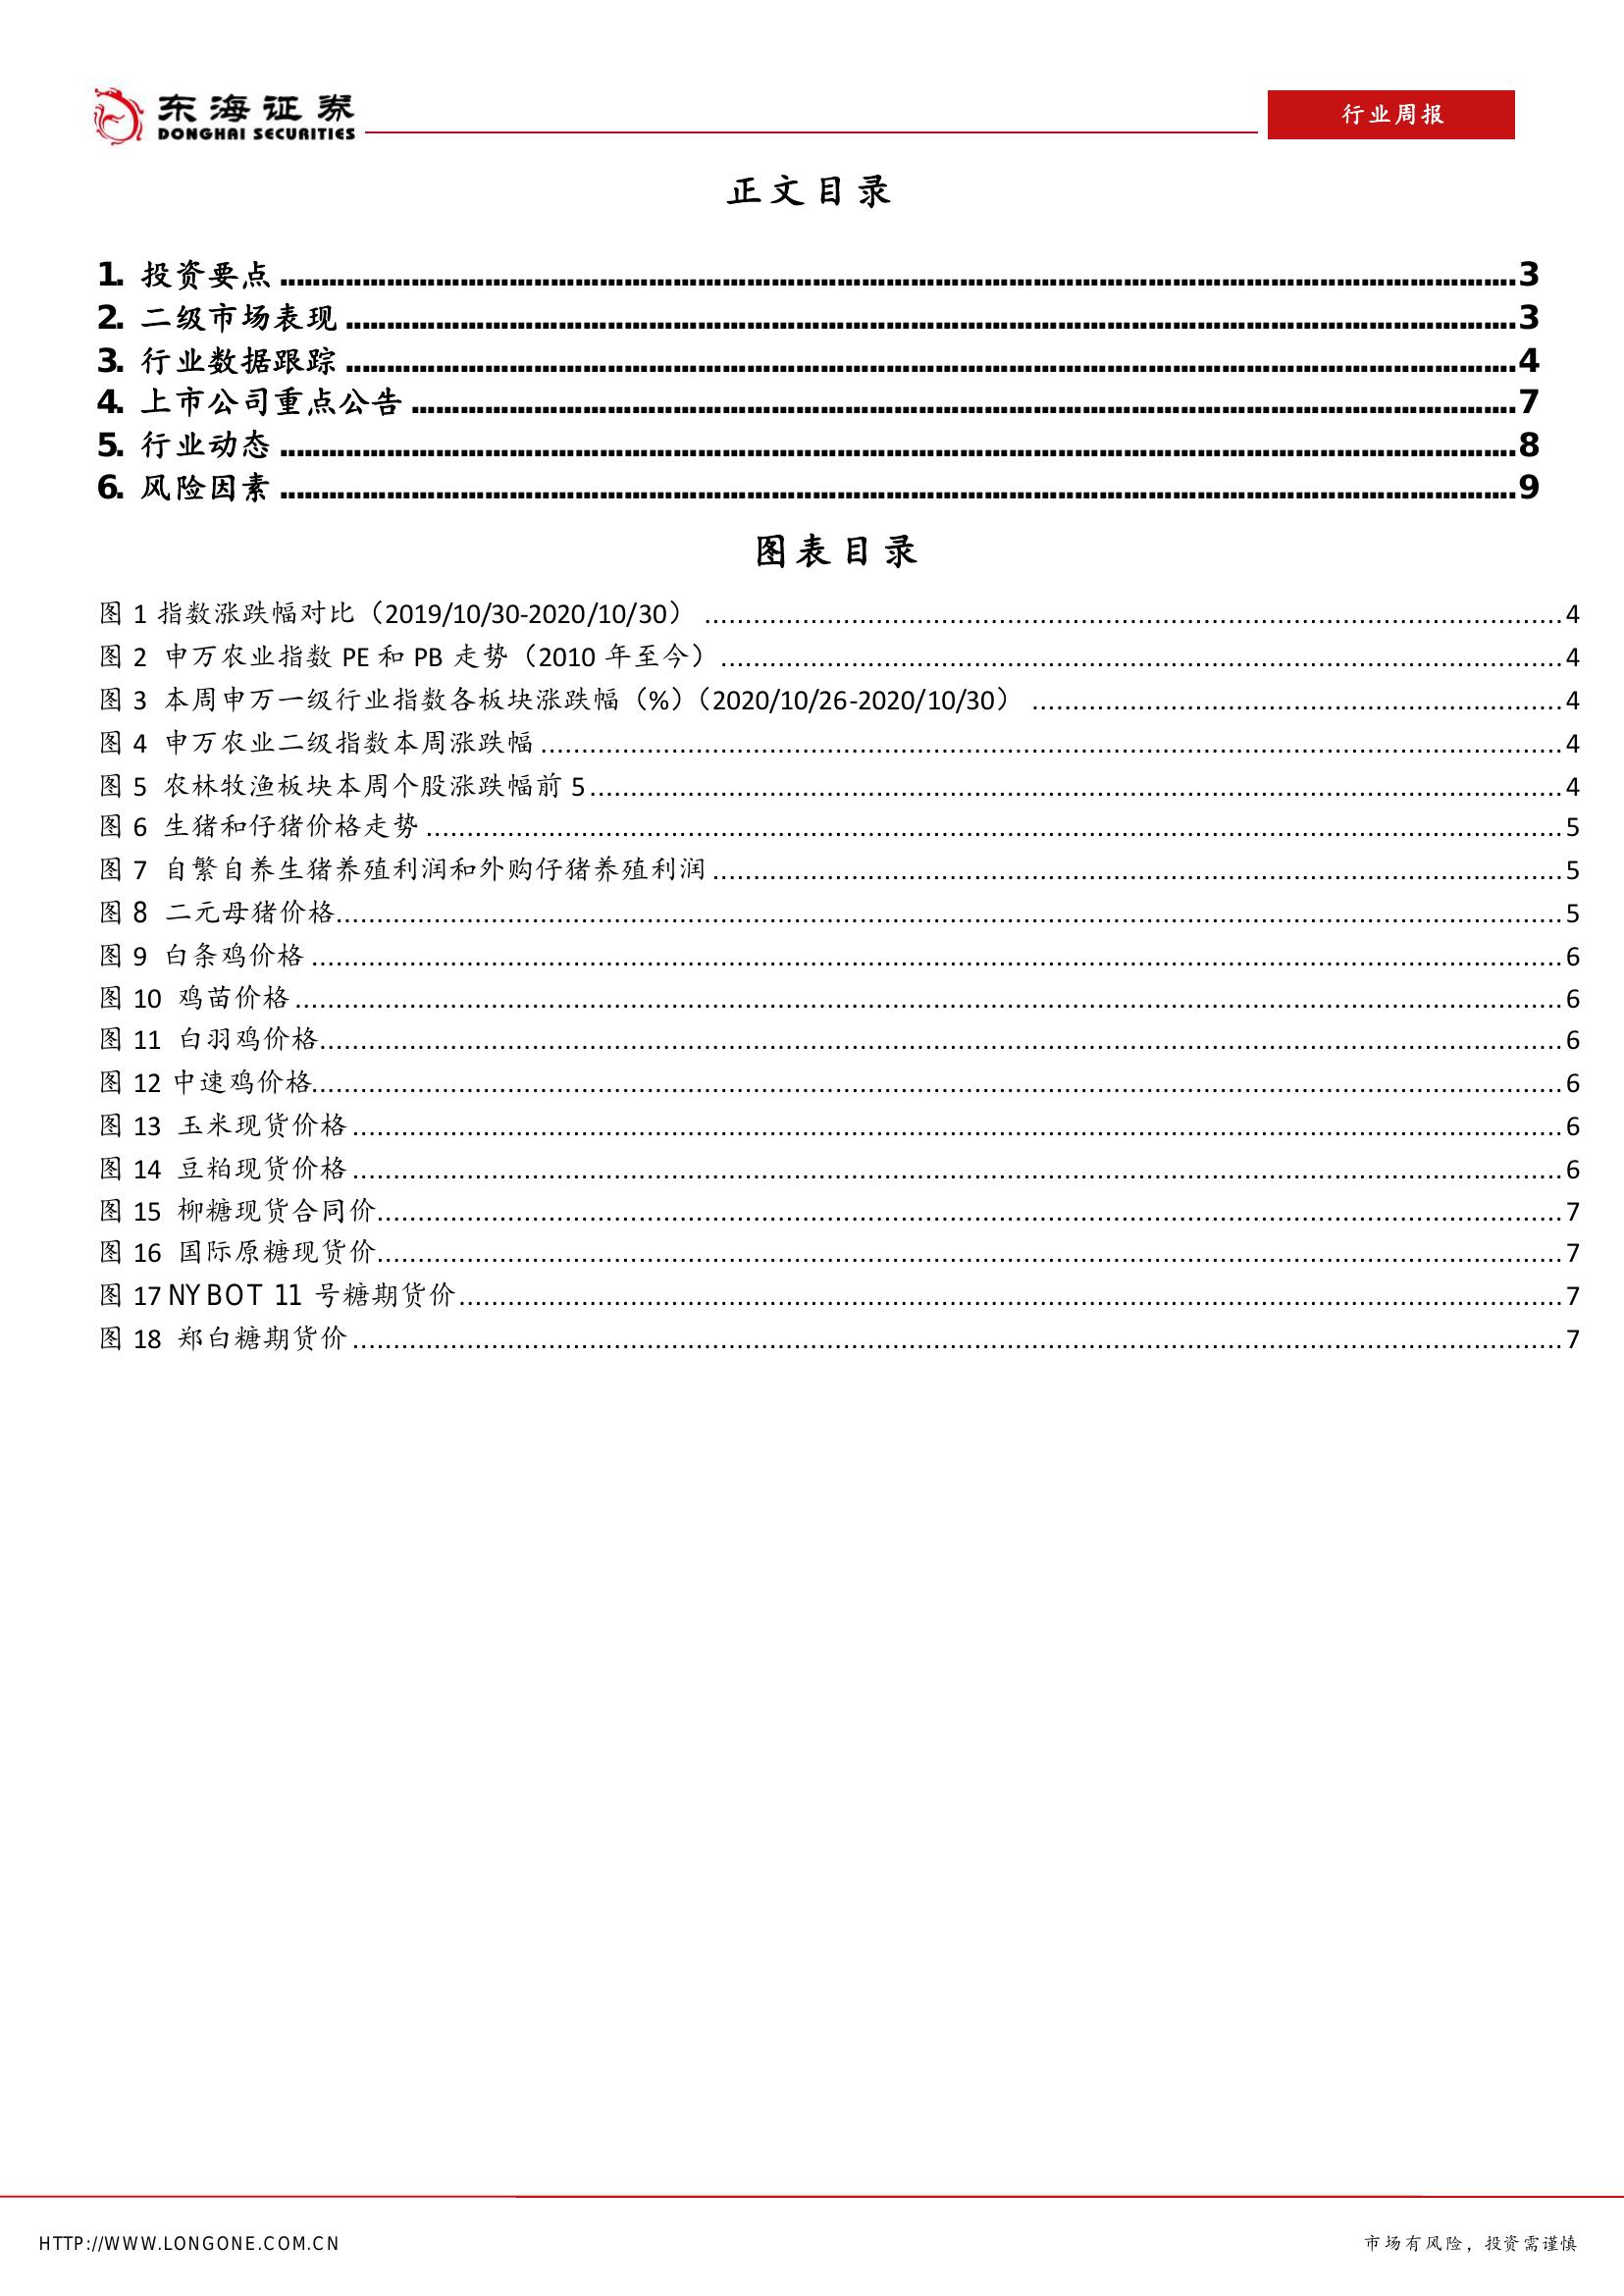 东海证券
DONGHAI SECURITIES
行业周报
正文目录
1. 投资要点 ........................................ 3
2. 二级市场表现 ........................................ 3
3. 行业数据跟踪 ........................................ 4
4. 上市公司重点公告 ........................................ 7
5. 行业动态 ........................................ 8
6. 风险因素 ........................................ 9
图表目录
图 1 指数涨跌幅对比（2019/10/30-2020/10/30） ........................................ 4
图 2 申万农业指数 PE 和 PB 走势（2010 年至今） ........................................ 4
图 3 本周申万一级行业指数各板块涨跌幅（%）（2020/10/26-2020/10/30） ........................................ 4
图 4 申万农业二级指数本周涨跌幅 ........................................ 4
图 5 农林牧渔板块本周个股涨跌幅前 5 ........................................ 4
图 6 生猪和仔猪价格走势 ........................................ 5
图 7 自繁自养生猪养殖利润和外购仔猪养殖利润 ........................................ 5
图 8 二元母猪价格 ........................................ 5
图 9 白条鸡价格 ........................................ 6
图 10 鸡苗价格 ........................................ 6
图 11 白羽鸡价格 ........................................ 6
图 12 中速鸡价格 ........................................ 6
图 13 玉米现货价格 ........................................ 6
图 14 豆粕现货价格 ........................................ 6
图 15 柳糖现货合同价 ........................................ 7
图 16 国际原糖现货价 ........................................ 7
图 17 NYBOT 11 号糖期货价 ........................................ 7
图 18 郑白糖期货价 ........................................ 7
HTTP://WWW.LONGONE.COM.CN
市场有风险，投资需谨慎